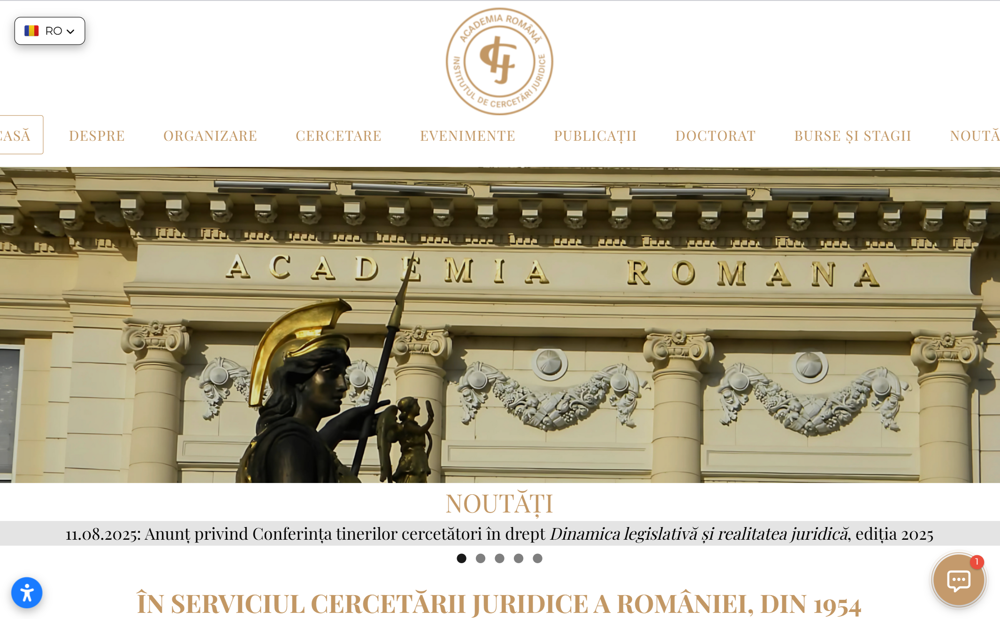 RO
ACADEMIA ROMÂNĂ
INSTITUTUL DE CERCETĂRI JURIDICE
CASĂ DESPRE ORGANIZARE CERCETARE EVENIMENTE PUBLICAȚII DOCTORAT BURSE ȘI STAGII NOUTĂ
ACADEMIA ROMANA
NOUTĂȚI
11.08.2025: Anunț privind Conferința tinerilor cercetători în drept Dinamica legislativă și realitatea juridică, ediția 2025
1
ÎN SERVICIUL CERCETĂRII JURIDICE A ROMÂNIEI, DIN 1954